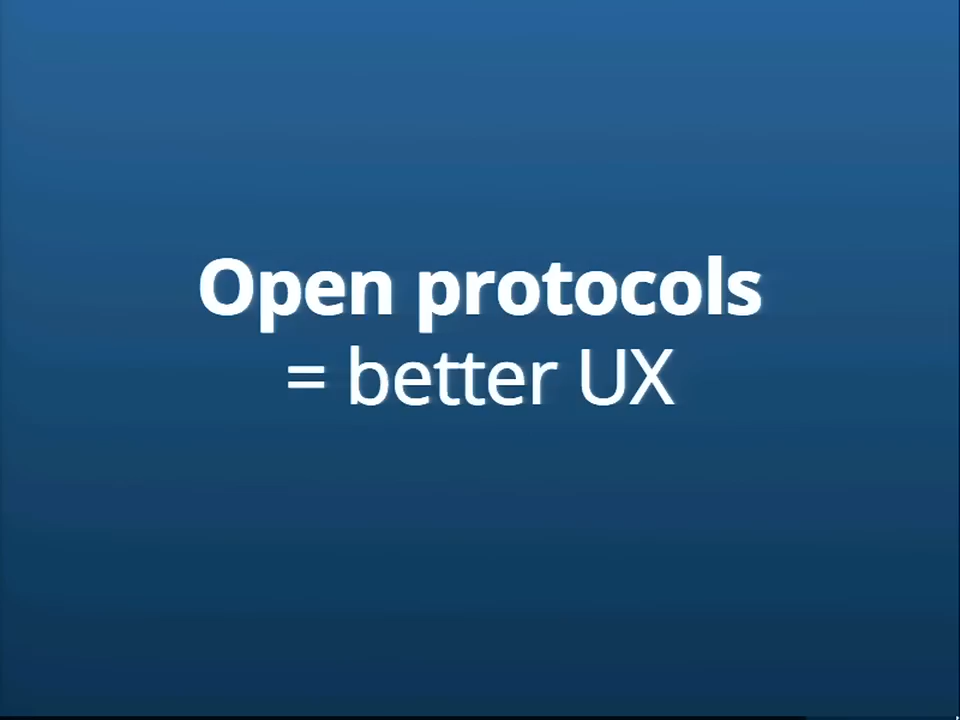 Open protocols
= better UX